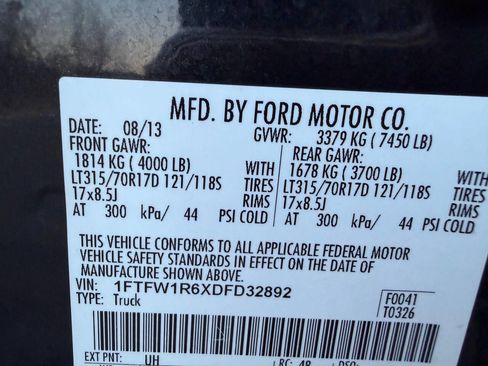 MFD. BY FORD MOTOR CO.
DATE: 08/13 GVWR: 3379 KG ( 7450 LB)
FRONT GAWR: REAR GAWR:
1814 KG ( 4000 LB) WITH 1678 KG ( 3700 LB) WITH
LT315/70R17D 121/118S TIRES LT315/70R17D 121/118S TIRES
17x8.5J RIMS 17x8.5J RIMS
AT 300 kPa/ 44 PSI COLD AT 300 kPa/ 44 PSI COLD
THIS VEHICLE CONFORMS TO ALL APPLICABLE FEDERAL MOTOR
VEHICLE SAFETY STANDARDS IN EFFECT ON THE DATE OF
MANUFACTURE SHOWN ABOVE.
VIN: 1FTFW1R6XDFD32892 F0041
TYPE: Truck T0326
EXT PNT: UH RC: 48 DSO: